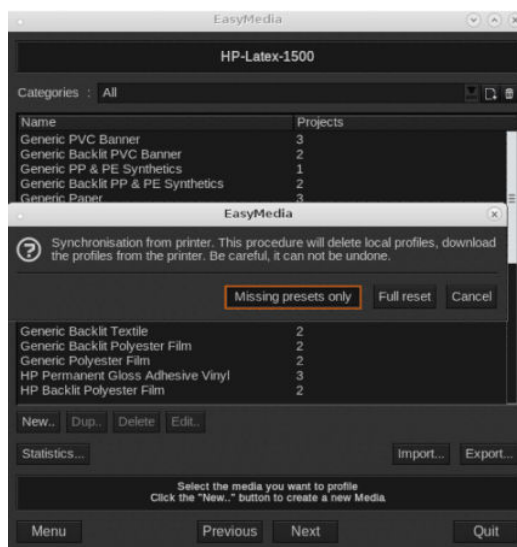 EasyMedia
HP-Latex-1500
Categories : All
Name Projects
Generic PVC Banner 3
Generic Backlit PVC Banner 2
Generic PP & PE Synthetics 1
Generic Backlit PP & PE Synthetics 2
Generic Paper 3
EasyMedia
Synchronisation from printer. This procedure will delete local profiles, download
the profiles from the printer. Be careful, it can not be undone.
Missing presets only Full reset Cancel
Generic Backlit Textile 2
Generic Backlit Polyester Film 2
Generic Polyester Film 2
HP Permanent Gloss Adhesive Vinyl 3
HP Backlit Polyester Film 2
New.. Dup.. Delete Edit..
Statistics... Import... Export...
Select the media you want to profile
Click the "New.." button to create a new Media
Menu Previous Next Quit